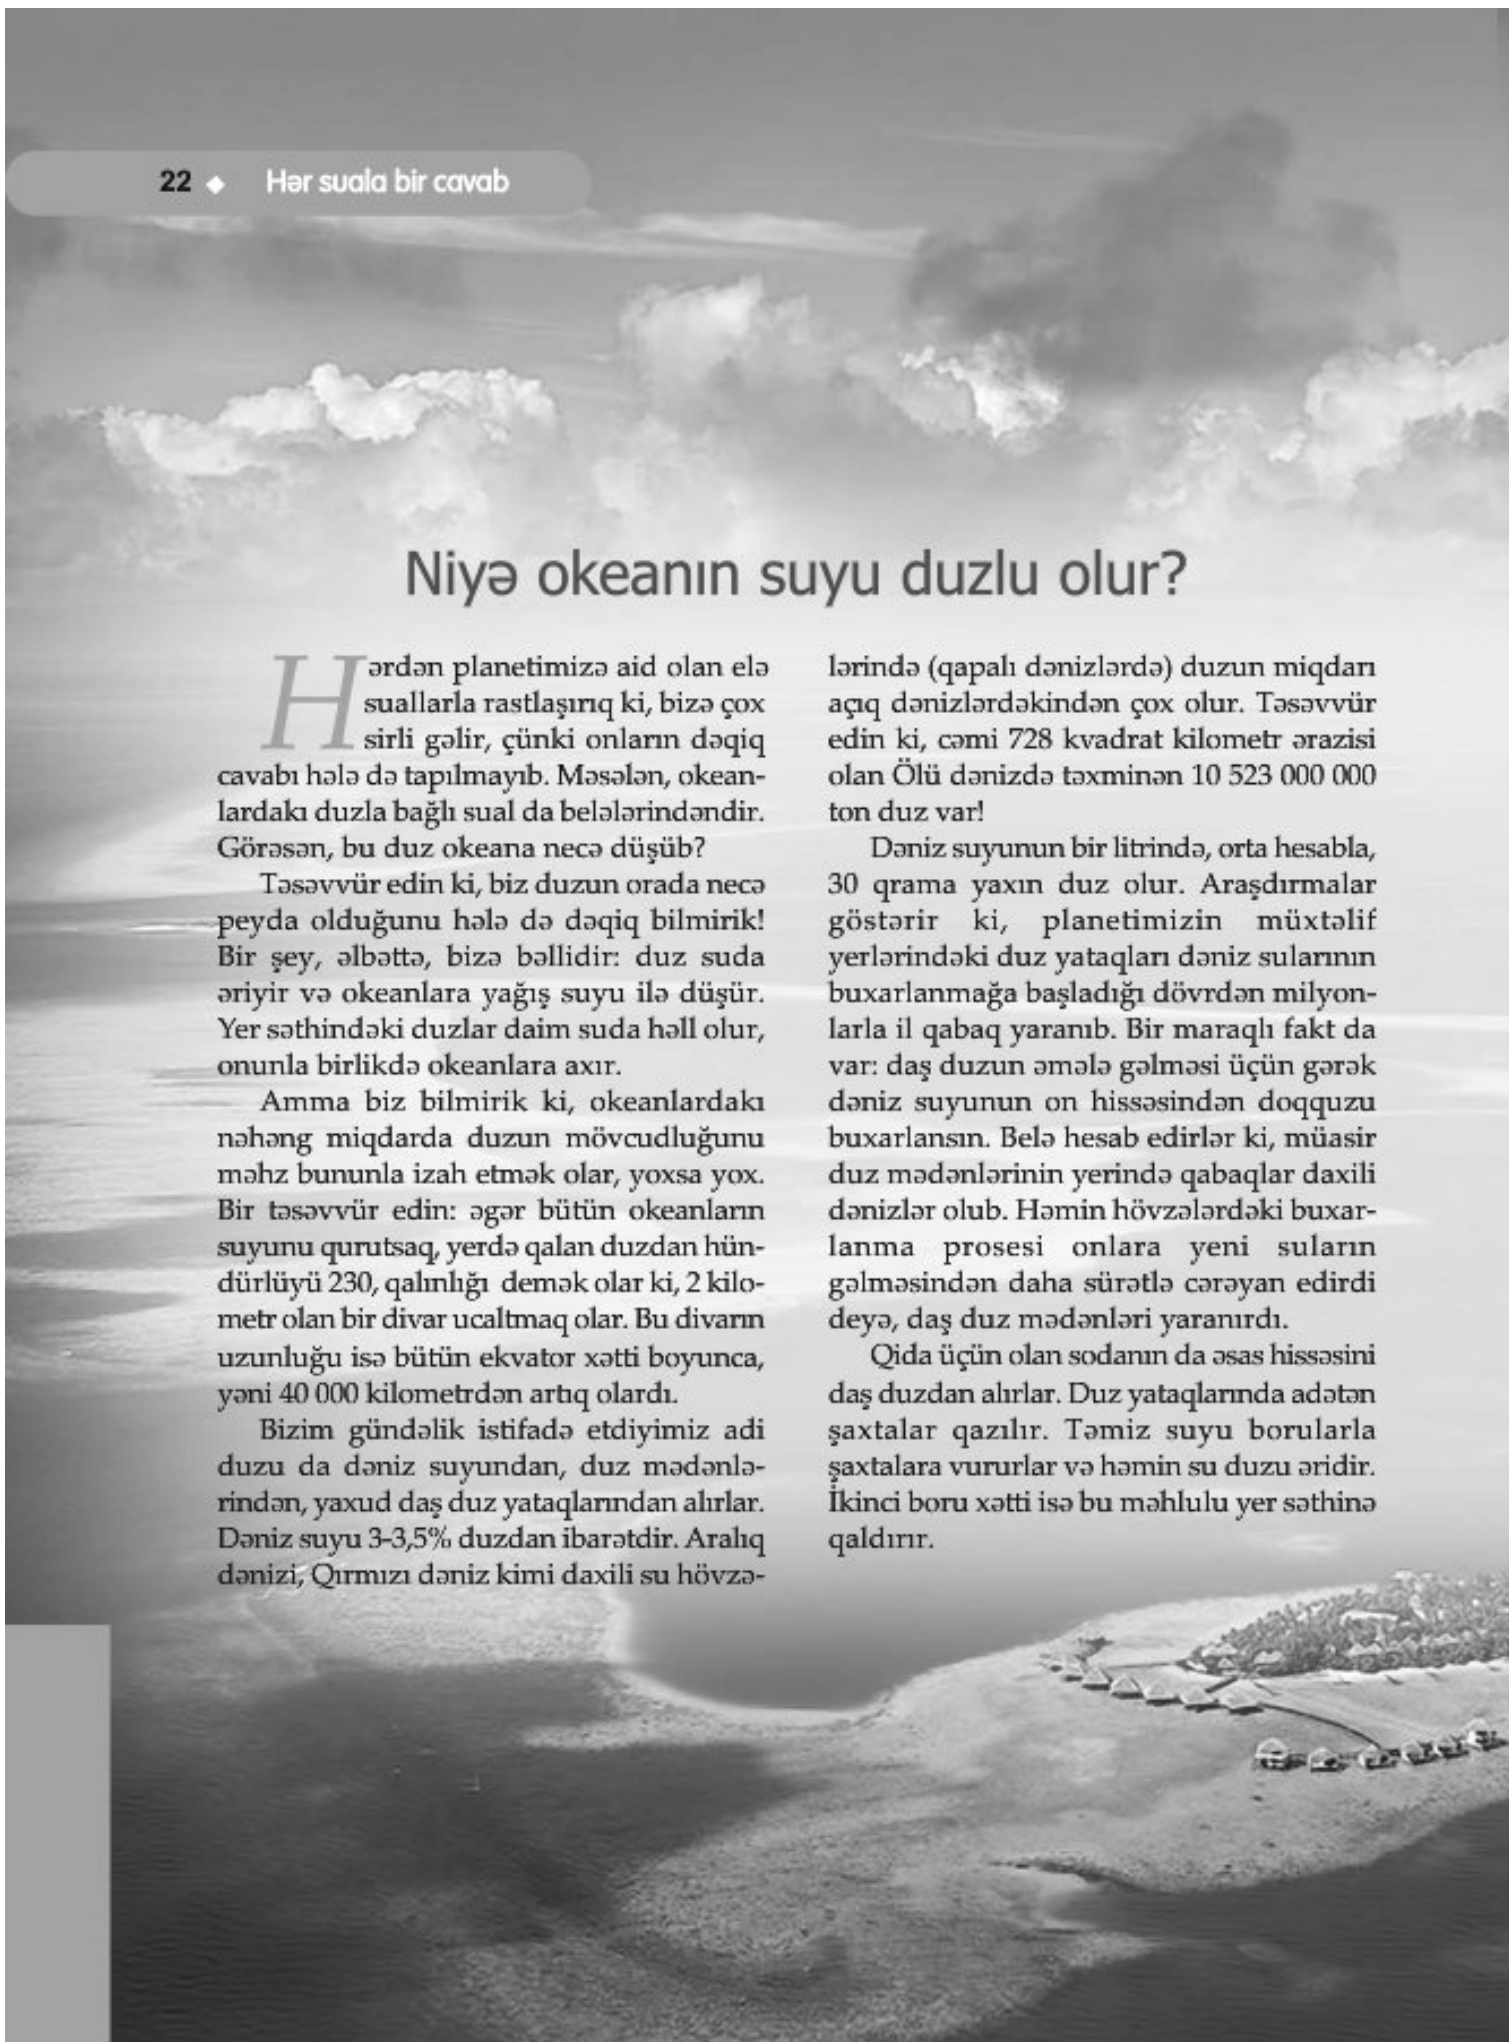 22 ◆ Hər suala bir cavab
Niyə okeanın suyu duzlu olur?
Hərdən planetimizə aid olan elə
suallarla rastlaşırıq ki, bizə çox
sirli gəlir, çünki onların dəqiq
cavabı hələ də tapılmayıb. Məsələn, okean-
lardakı duzla bağlı sual da belələrindəndir.
Görəsən, bu duz okeana necə düşüb?
Təsəvvür edin ki, biz duzun orada necə
peyda olduğunu hələ də dəqiq bilmirik!
Bir şey, əlbəttə, bizə bəllidir: duz suda
əriyir və okeanlara yağış suyu ilə düşür.
Yer səthindəki duzlar daim suda həll olur,
onunla birlikdə okeanlara axır.
Amma biz bilmirik ki, okeanlardakı
nəhəng miqdarda duzun mövcudluğunu
məhz bununla izah etmək olar, yoxsa yox.
Bir təsəvvür edin: əgər bütün okeanların
suyunu qurutsaq, yerdə qalan duzdan hün-
dürlüyü 230, qalınlığı demək olar ki, 2 kilo-
metr olan bir divar ucaltmaq olar. Bu divarın
uzunluğu isə bütün ekvator xətti boyunca,
yəni 40 000 kilometrdən artıq olardı.
Bizim gündəlik istifadə etdiyimiz adi
duzu da dəniz suyundan, duz mədənlə-
rindən, yaxud daş duz yataqlarından alırlar.
Dəniz suyu 3-3,5% duzdan ibarətdir. Aralıq
dənizi, Qırmızı dəniz kimi daxili su hövzə-
lərində (qapalı dənizlərdə) duzun miqdarı
açıq dənizlərdəkindən çox olur. Təsəvvür
edin ki, cəmi 728 kvadrat kilometr ərazisi
olan Ölü dənizdə təxminən 10 523 000 000
ton duz var!
Dəniz suyunun bir litrində, orta hesabla,
30 qrama yaxın duz olur. Araşdırmalar
göstərir ki, planetimizin müxtəlif
yerlərindəki duz yataqları dəniz sularının
buxarlanmağa başladığı dövrdən milyon-
larla il qabaq yaranıb. Bir maraqlı fakt da
var: daş duzun əmələ gəlməsi üçün gərək
dəniz suyunun on hissəsindən doqquzu
buxarlansın. Belə hesab edirlər ki, müasir
duz mədənlərinin yerində qabaqlar daxili
dənizlər olub. Həmin hövzələrdəki buxar-
lanma prosesi onlara yeni suların
gəlməsindən daha sürətlə cərəyan edirdi
deyə, daş duz mədənləri yaranırdı.
Qida üçün olan sodanın da əsas hissəsini
daş duzdan alırlar. Duz yataqlarında adətən
şaxtalar qazılır. Təmiz suyu borularla
şaxtalara vururlar və həmin su duzu əridir.
İkinci boru xətti isə bu məhlulu yer səthinə
qaldırır.